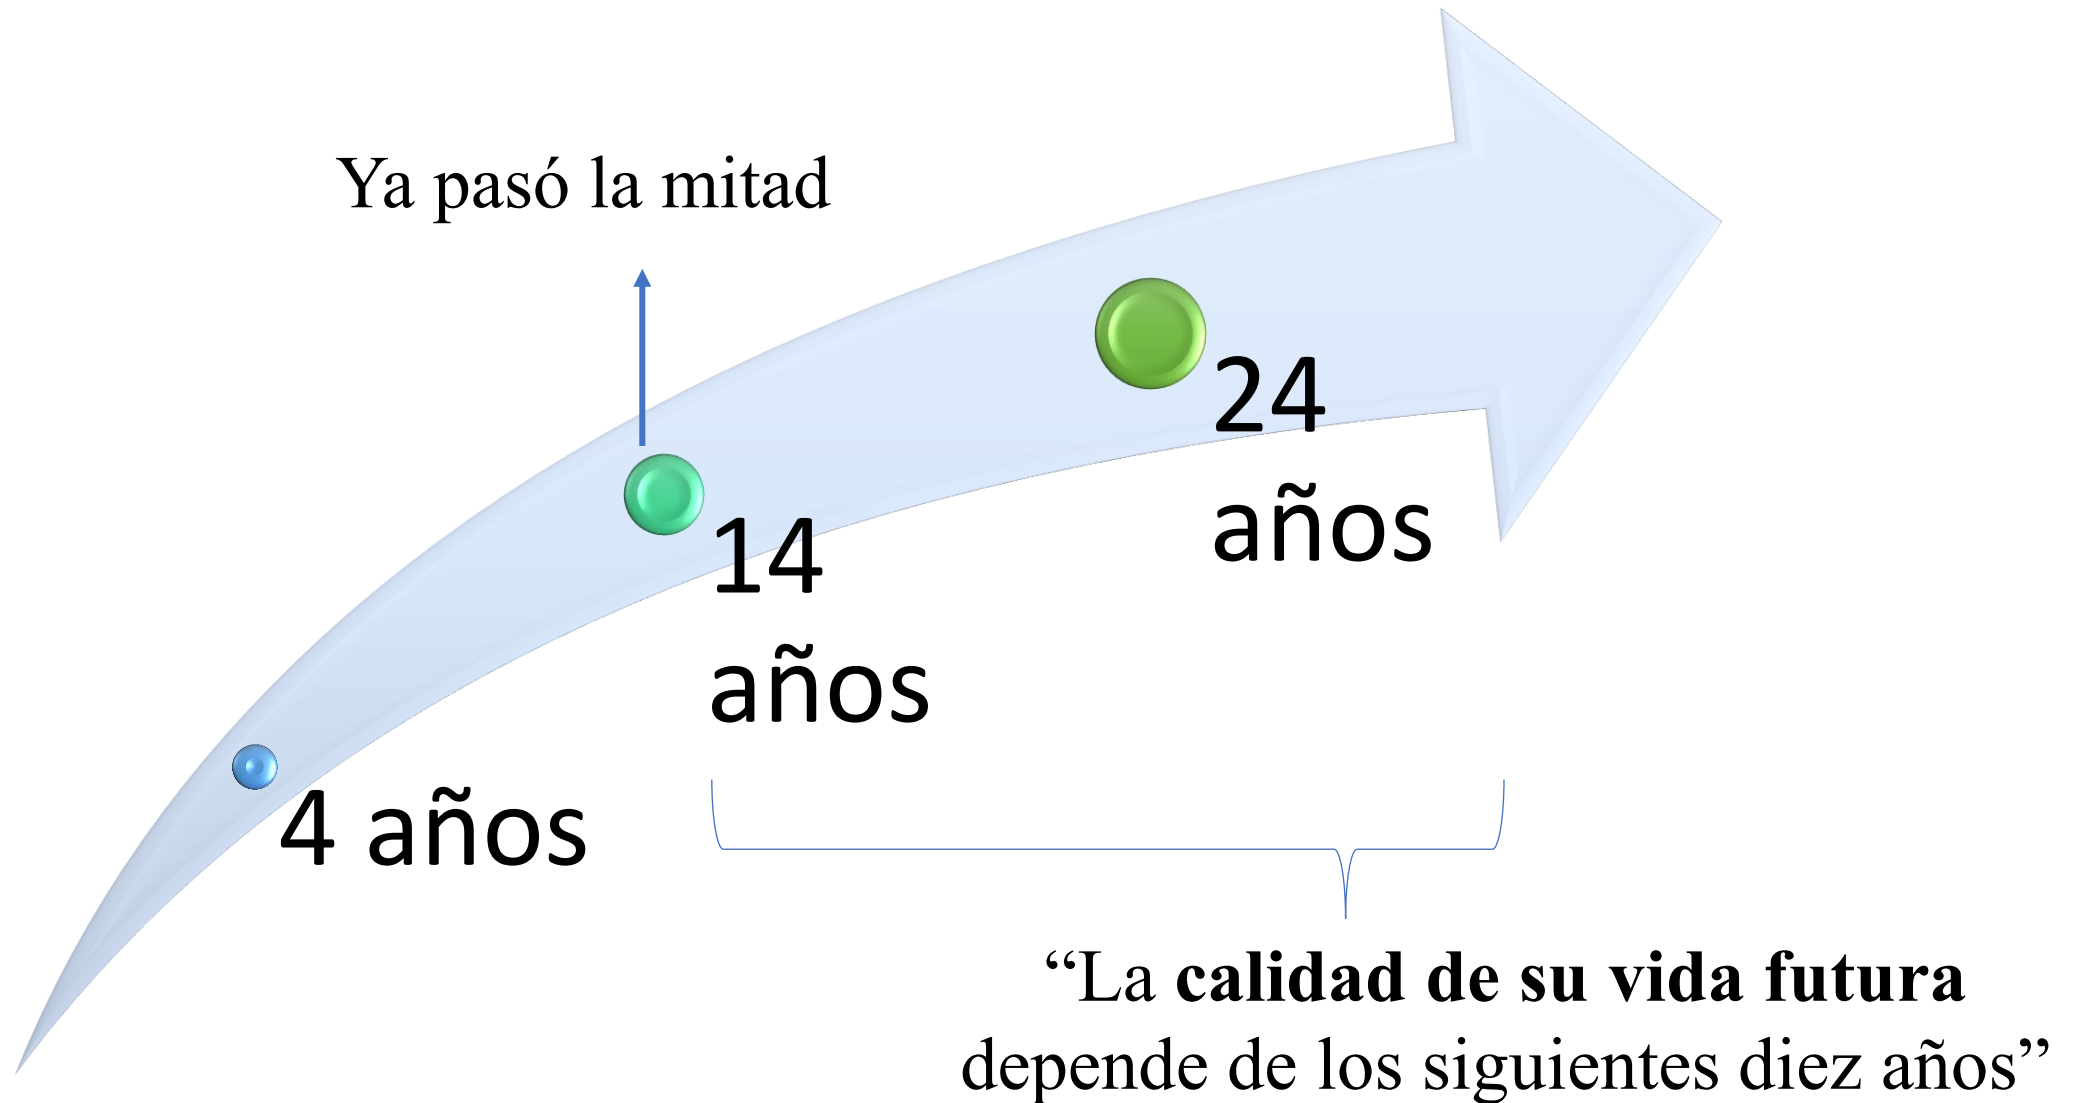 Ya pasó la mitad
24
años
14
años
4 años
“La calidad de su vida futura
depende de los siguientes diez años”